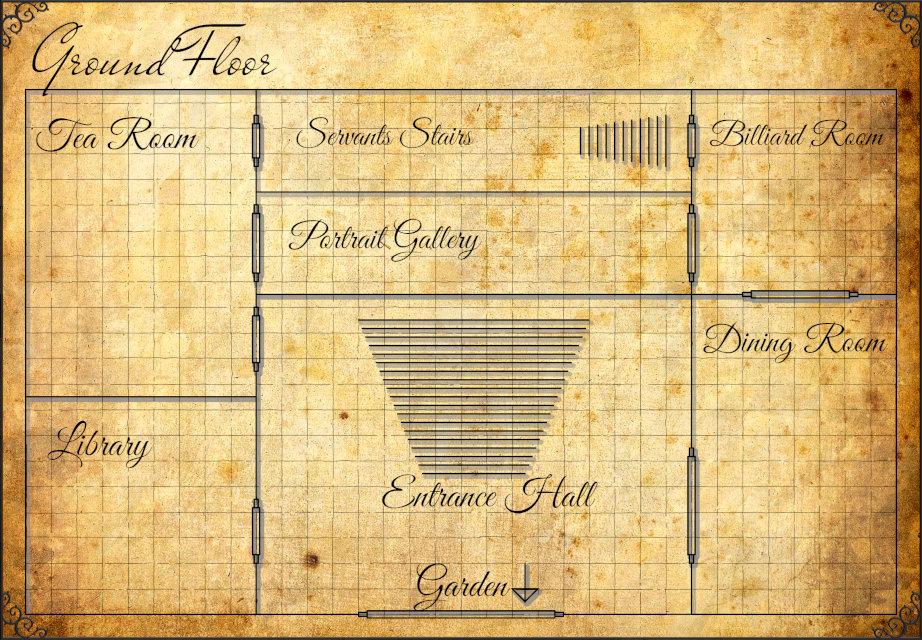 Ground Floor
Tea Room
Servants Stairs
Billiard Room
Portrait Gallery
Dining Room
Library
Entrance Hall
Garden